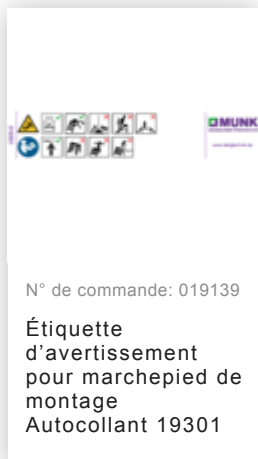 MUNK
N° de commande: 019139
Étiquette
d’avertissement
pour marchepied de
montage
Autocollant 19301